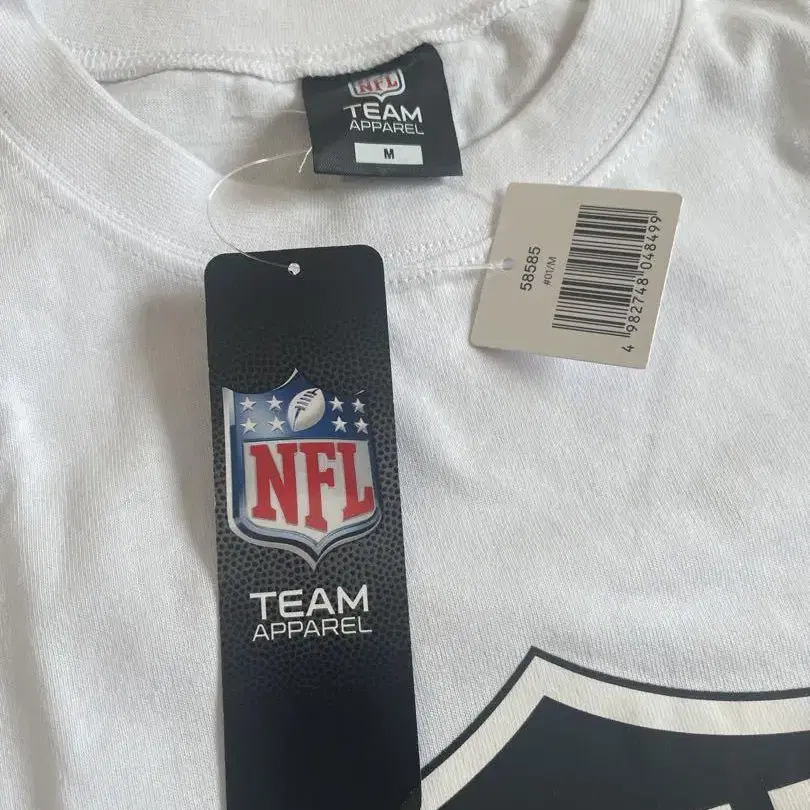 NFL
TEAM
APPAREL
M
58585
#01/M
4 982748 048499
NFL
TEAM
APPAREL